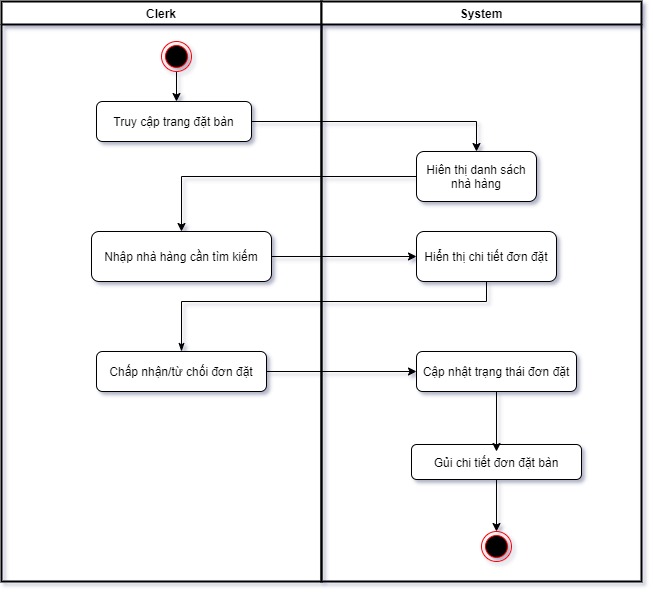 Clerk
System
Truy cập trang đặt bàn
Hiên thị danh sách
nhà hàng
Nhập nhà hàng cần tìm kiếm
Hiển thị chi tiết đơn đặt
Chấp nhận/từ chối đơn đặt
Cập nhật trạng thái đơn đặt
Gủi chi tiết đơn đặt bàn